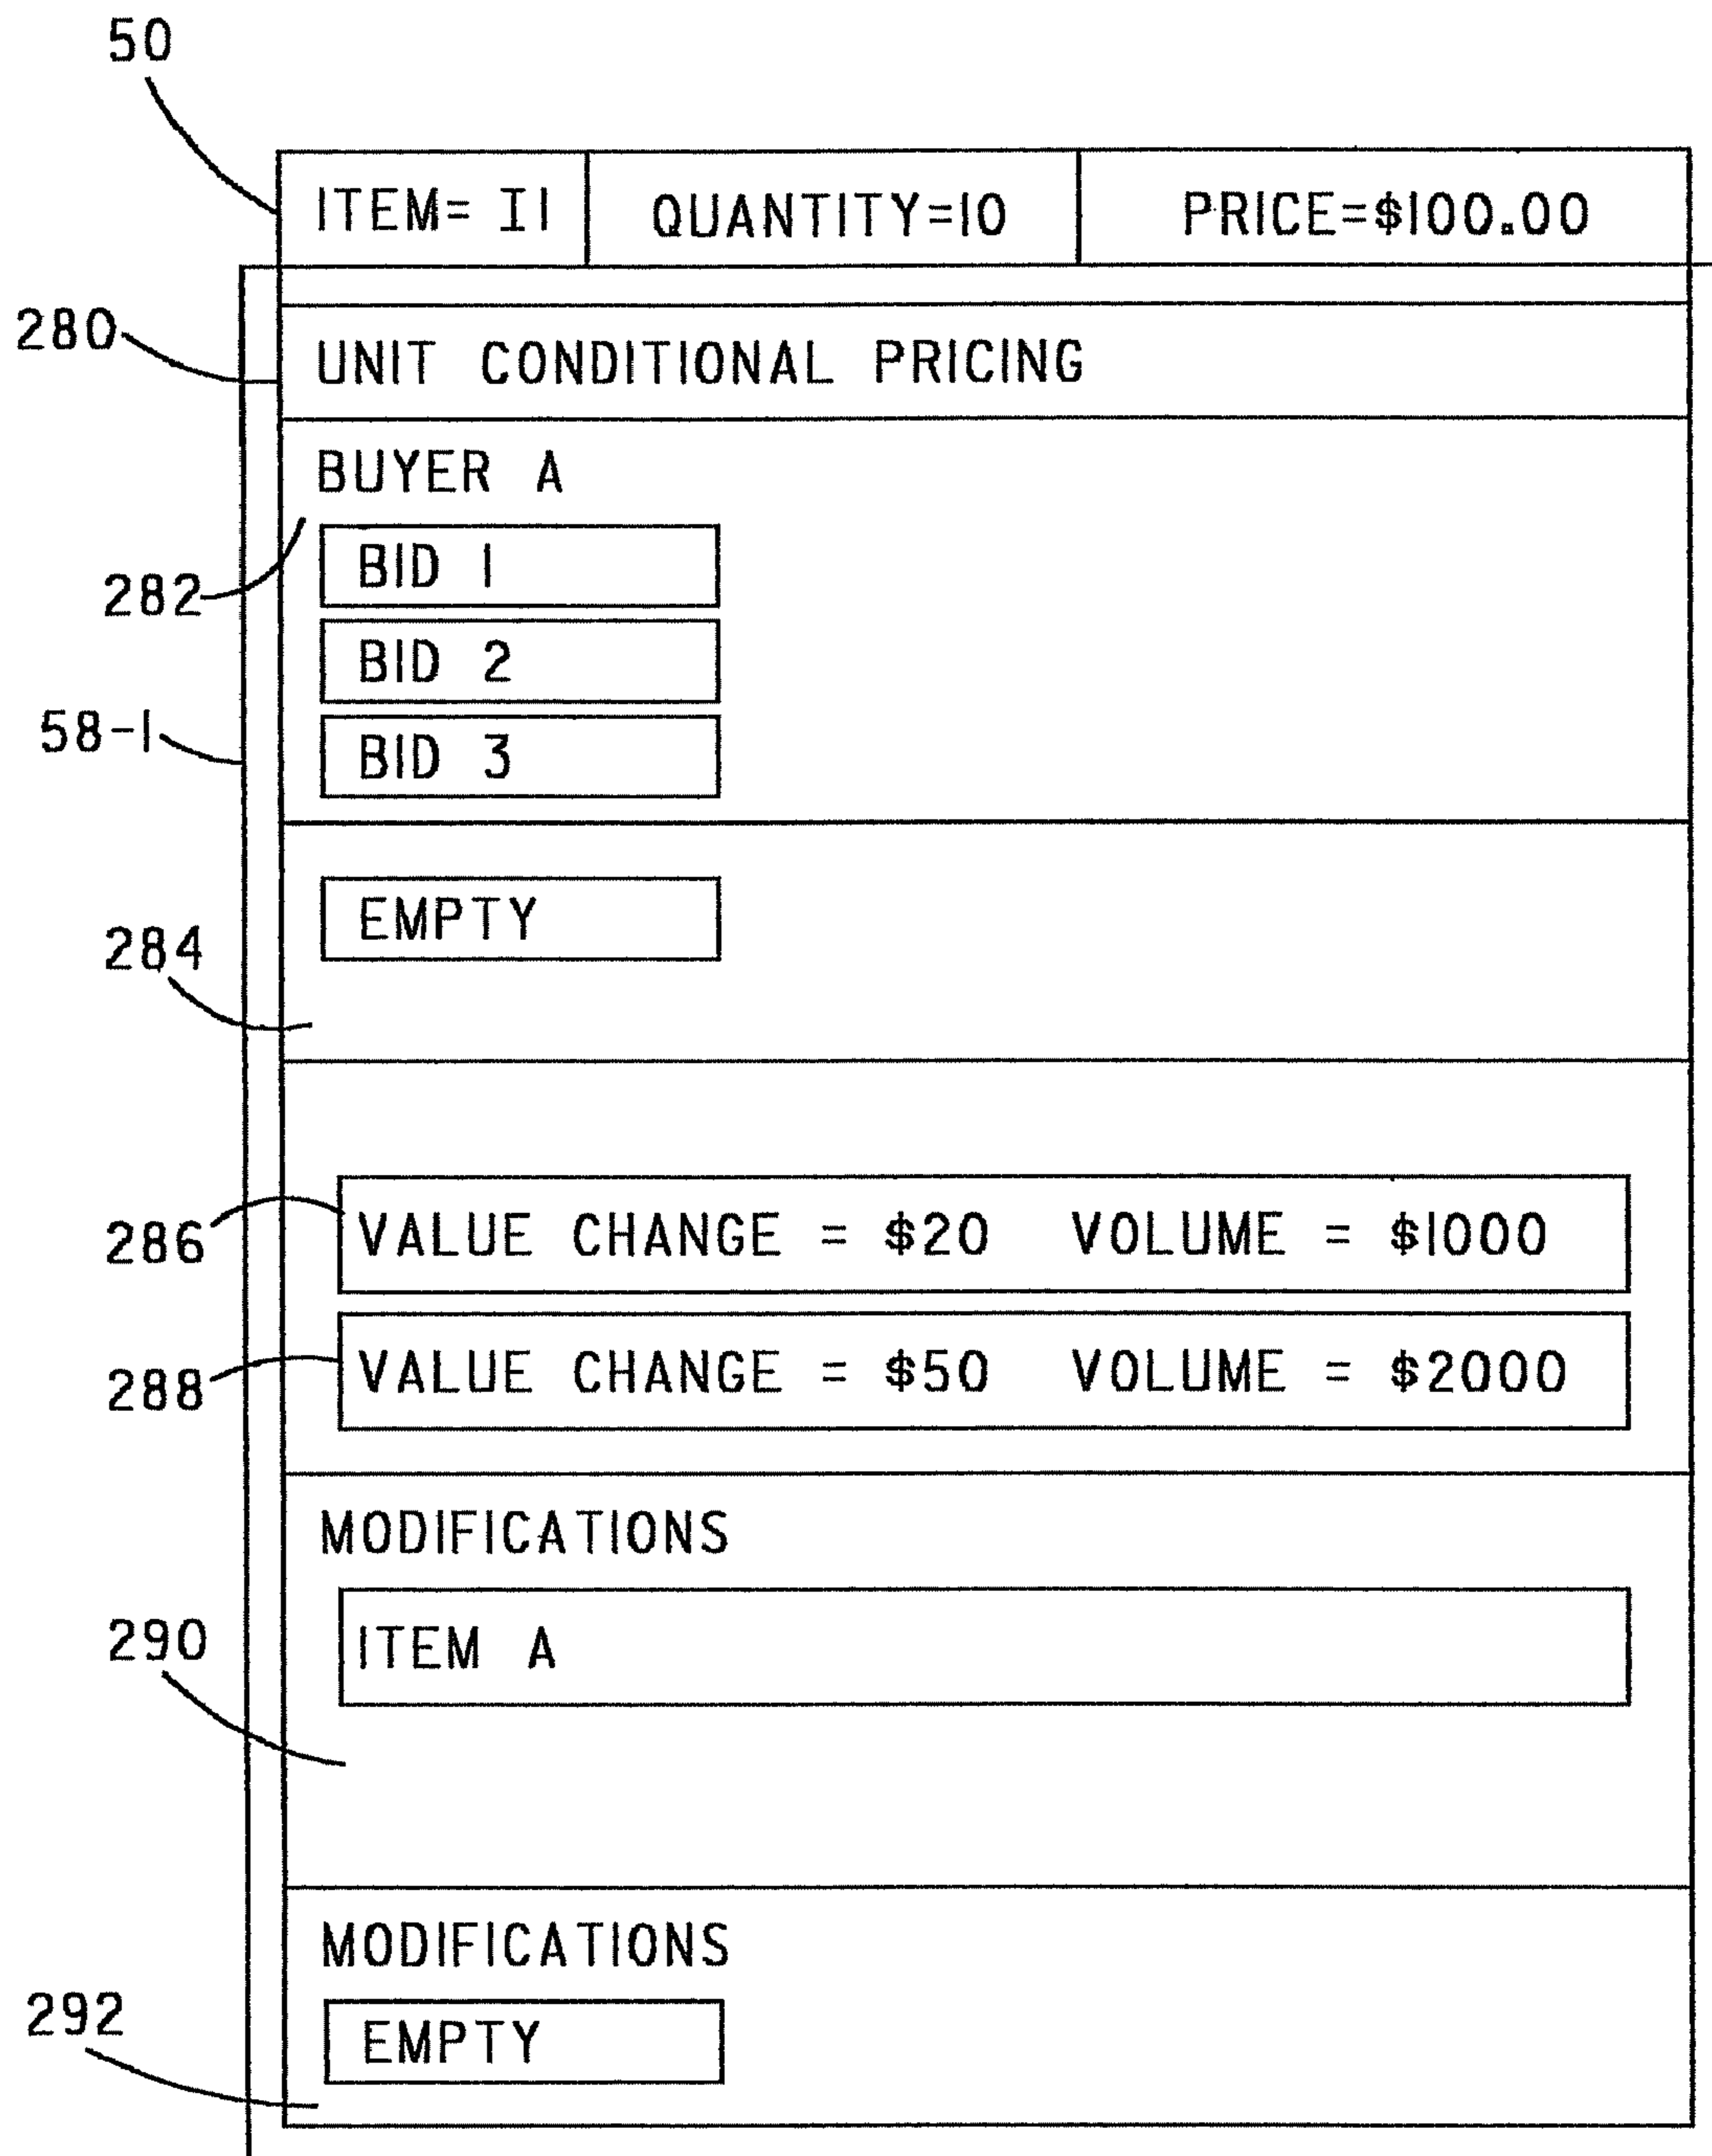 50
ITEM= I1 QUANTITY=10 PRICE=$100.00
280
UNIT CONDITIONAL PRICING
BUYER A
BID 1
282
BID 2
58-1
BID 3
EMPTY
284
286
VALUE CHANGE = $20 VOLUME = $1000
288
VALUE CHANGE = $50 VOLUME = $2000
MODIFICATIONS
290
ITEM A
MODIFICATIONS
292
EMPTY